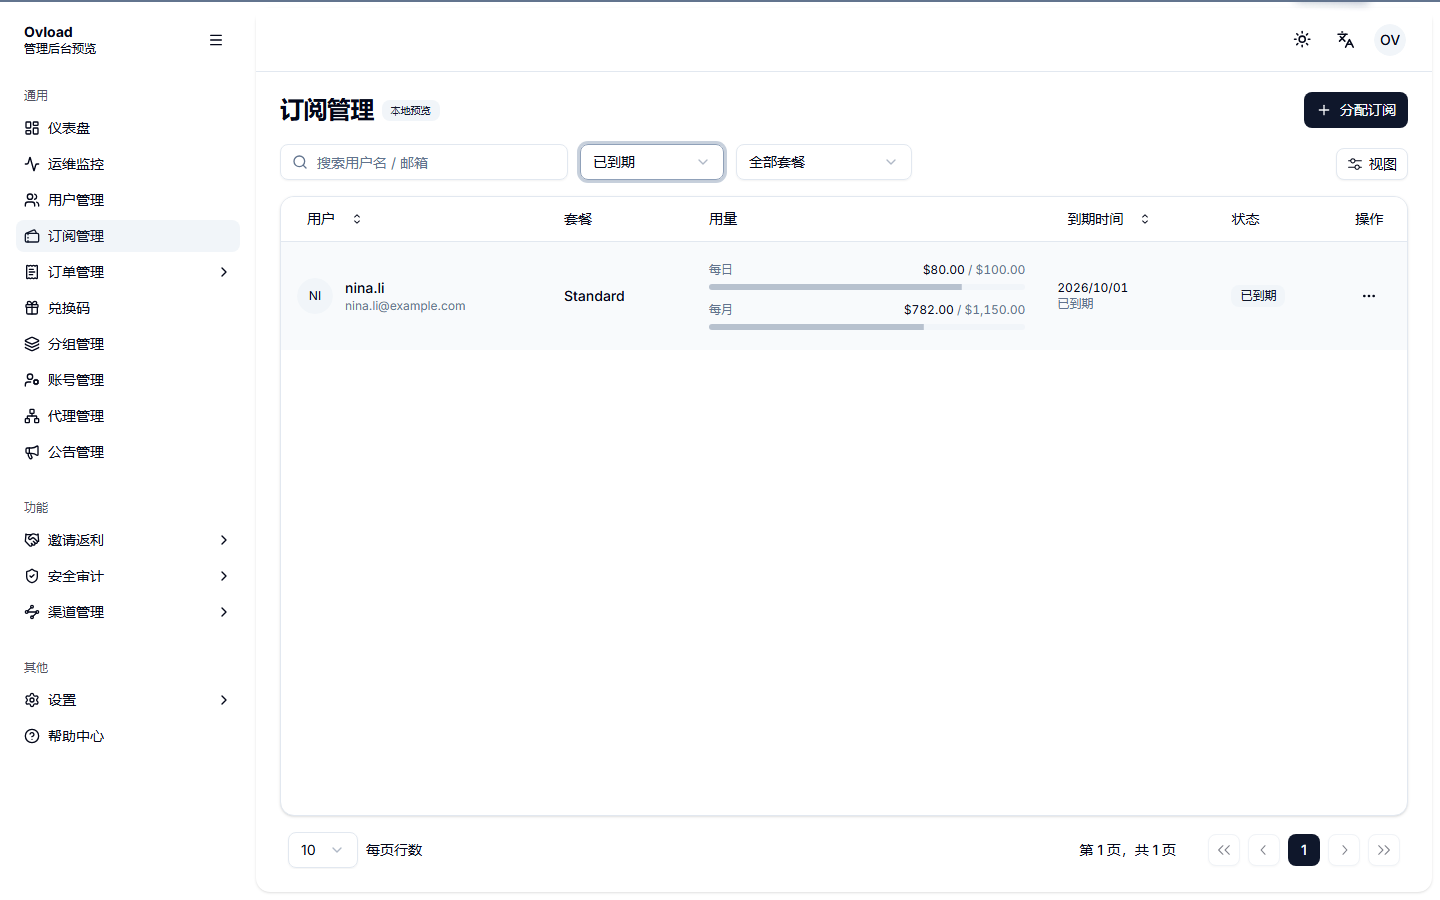 Ovload
管理后台预览
OV
通用
仪表盘
运维监控
用户管理
订阅管理
订单管理
兑换码
分组管理
账号管理
代理管理
公告管理
功能
邀请返利
安全审计
渠道管理
其他
设置
帮助中心
订阅管理 本地预览
分配订阅
搜索用户名 / 邮箱 已到期 全部套餐 视图
用户 套餐 用量 到期时间 状态 操作
NI
nina.li
nina.li@example.com
Standard
每日 $80.00 / $100.00
每月 $782.00 / $1,150.00
2026/10/01
已到期
已到期
10 每页行数
第 1 页，共 1 页
1